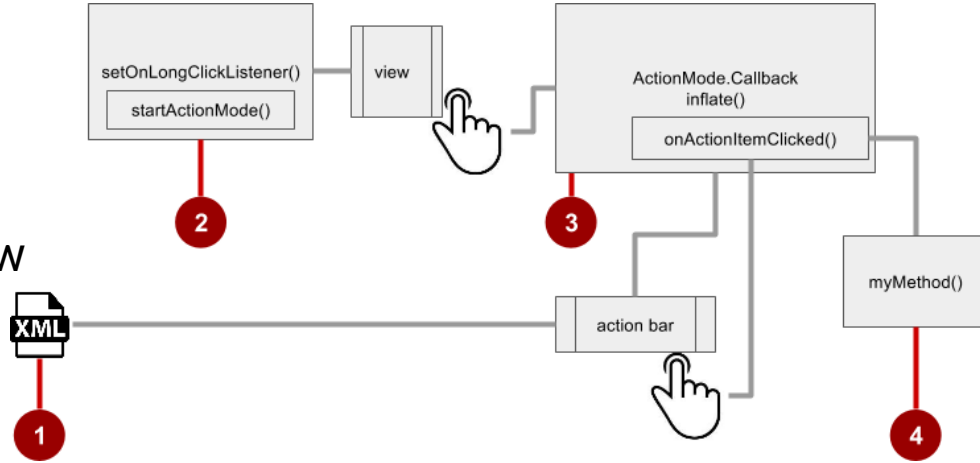 setOnLongClickListener()
startActionMode()
view
ActionMode.Callback
inflate()
onActionItemClicked()
2
3
w
myMethod()
XML
action bar
1
4